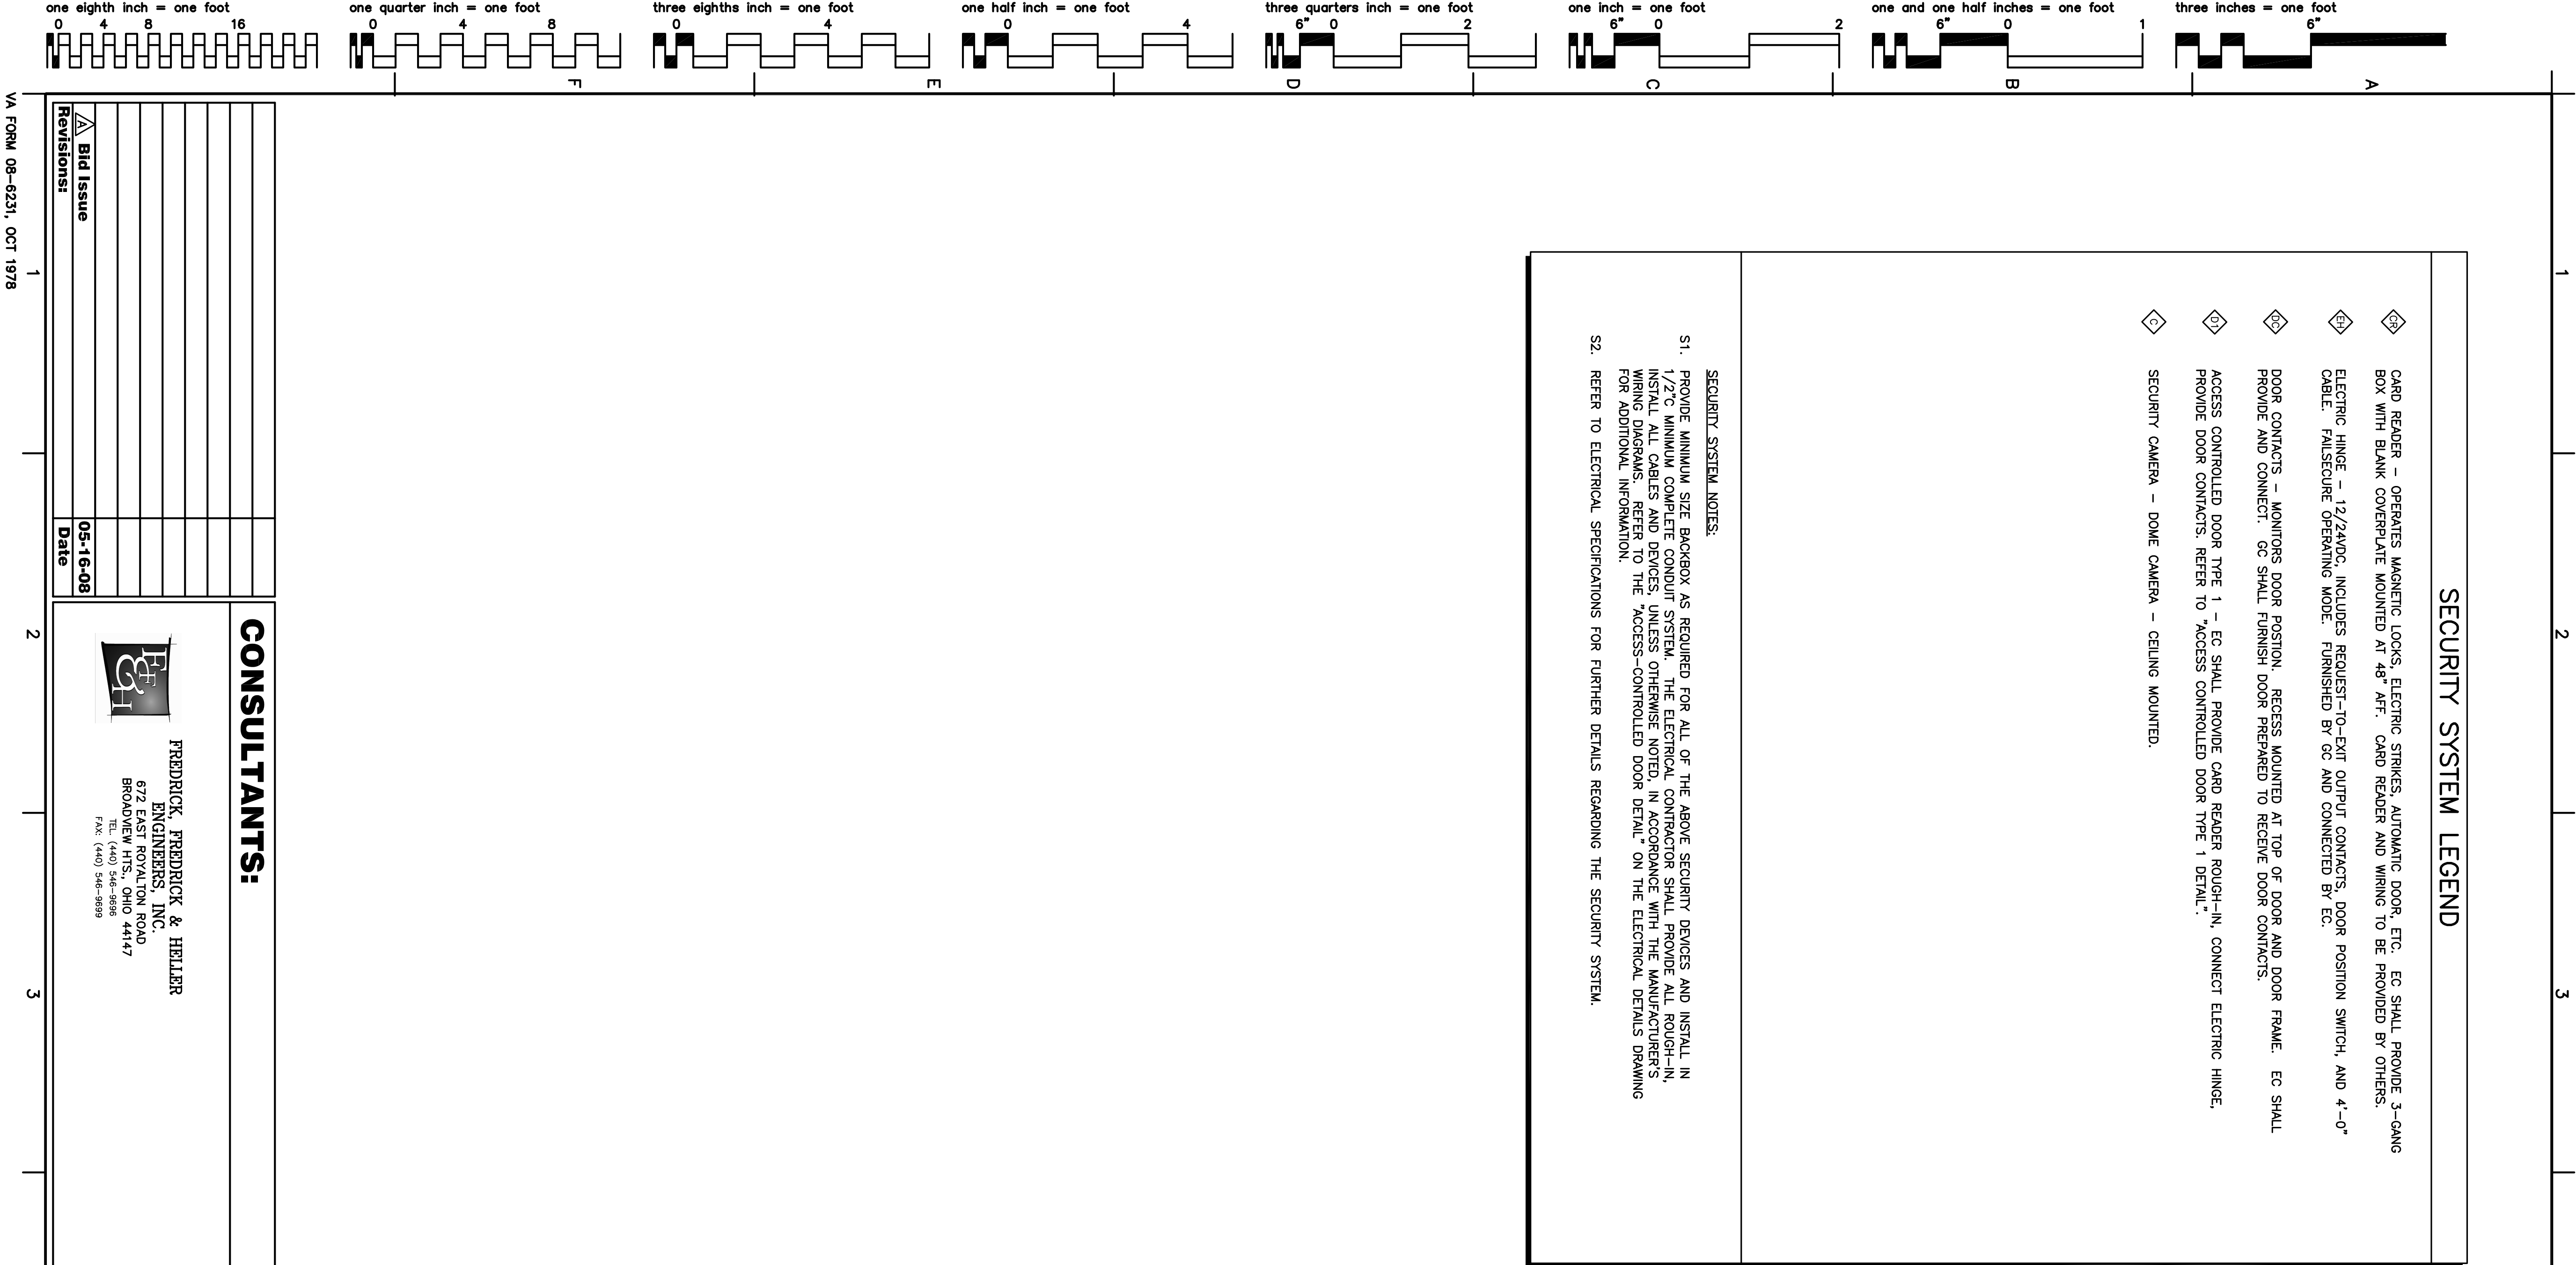 one eighth inch = one foot
0 4 8 16
one quarter inch = one foot
0 4 8
three eighths inch = one foot
0 4
one half inch = one foot
0 4
three quarters inch = one foot
6" 0 2
one inch = one foot
6" 0 2
one and one half inches = one foot
6" 0 1
three inches = one foot
6"
F E D C B A
1 2 3
SECURITY SYSTEM LEGEND
CR CARD READER – OPERATES MAGNETIC LOCKS, ELECTRIC STRIKES, AUTOMATIC DOOR, ETC. EC SHALL PROVIDE 3–GANG
BOX WITH BLANK COVERPLATE MOUNTED AT 48" AFF. CARD READER AND WIRING TO BE PROVIDED BY OTHERS.
EH ELECTRIC HINGE – 12/24VDC, INCLUDES REQUEST–TO–EXIT OUTPUT CONTACTS, DOOR POSITION SWITCH, AND 4'–0"
CABLE. FAILSECURE OPERATING MODE. FURNISHED BY GC AND CONNECTED BY EC.
DC DOOR CONTACTS – MONITORS DOOR POSTION. RECESS MOUNTED AT TOP OF DOOR AND DOOR FRAME. EC SHALL
PROVIDE AND CONNECT. GC SHALL FURNISH DOOR PREPARED TO RECEIVE DOOR CONTACTS.
D1 ACCESS CONTROLLED DOOR TYPE 1 – EC SHALL PROVIDE CARD READER ROUGH–IN, CONNECT ELECTRIC HINGE,
PROVIDE DOOR CONTACTS. REFER TO "ACCESS CONTROLLED DOOR TYPE 1 DETAIL".
C SECURITY CAMERA – DOME CAMERA – CEILING MOUNTED.
SECURITY SYSTEM NOTES:
S1. PROVIDE MINIMUM SIZE BACKBOX AS REQUIRED FOR ALL OF THE ABOVE SECURITY DEVICES AND INSTALL IN
1/2"C MINIMUM COMPLETE CONDUIT SYSTEM. THE ELECTRICAL CONTRACTOR SHALL PROVIDE ALL ROUGH–IN,
INSTALL ALL CABLES AND DEVICES, UNLESS OTHERWISE NOTED, IN ACCORDANCE WITH THE MANUFACTURER'S
WIRING DIAGRAMS. REFER TO THE "ACCESS–CONTROLLED DOOR DETAIL" ON THE ELECTRICAL DETAILS DRAWING
FOR ADDITIONAL INFORMATION.
S2. REFER TO ELECTRICAL SPECIFICATIONS FOR FURTHER DETAILS REGARDING THE SECURITY SYSTEM.
A Bid Issue 05-16-08
Revisions: Date
CONSULTANTS:
FF&H
FREDRICK, FREDRICK & HELLER
ENGINEERS, INC.
672 EAST ROYALTON ROAD
BROADVIEW HTS., OHIO 44147
TEL. (440) 546–9696
FAX: (440) 546–9699
1 2 3
VA FORM 08–6231, OCT 1978